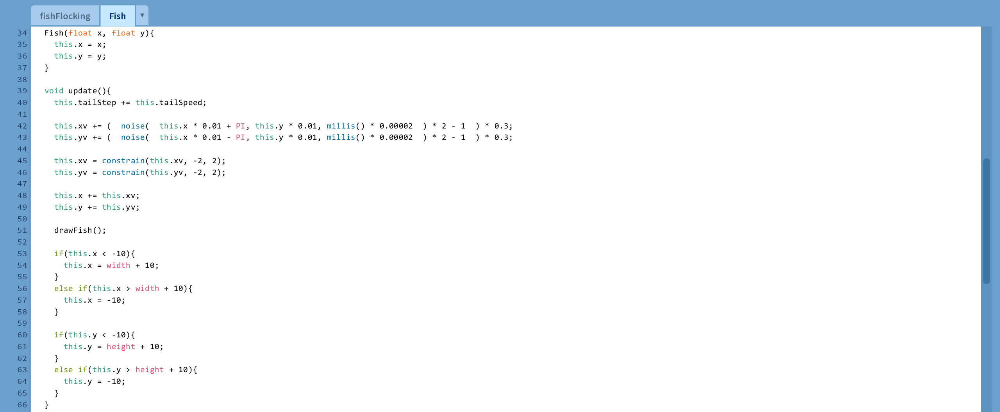 fishFlocking Fish ▼
34 Fish(float x, float y){
35 this.x = x;
36 this.y = y;
37 }
38
39 void update(){
40 this.tailStep += this.tailSpeed;
41
42 this.xv += (  noise(  this.x * 0.01 + PI, this.y * 0.01, millis() * 0.00002  ) * 2 - 1  ) * 0.3;
43 this.yv += (  noise(  this.x * 0.01 - PI, this.y * 0.01, millis() * 0.00002  ) * 2 - 1  ) * 0.3;
44
45 this.xv = constrain(this.xv, -2, 2);
46 this.yv = constrain(this.yv, -2, 2);
47
48 this.x += this.xv;
49 this.y += this.yv;
50
51 drawFish();
52
53 if(this.x < -10){
54 this.x = width + 10;
55 }
56 else if(this.x > width + 10){
57 this.x = -10;
58 }
59
60 if(this.y < -10){
61 this.y = height + 10;
62 }
63 else if(this.y > height + 10){
64 this.y = -10;
65 }
66 }